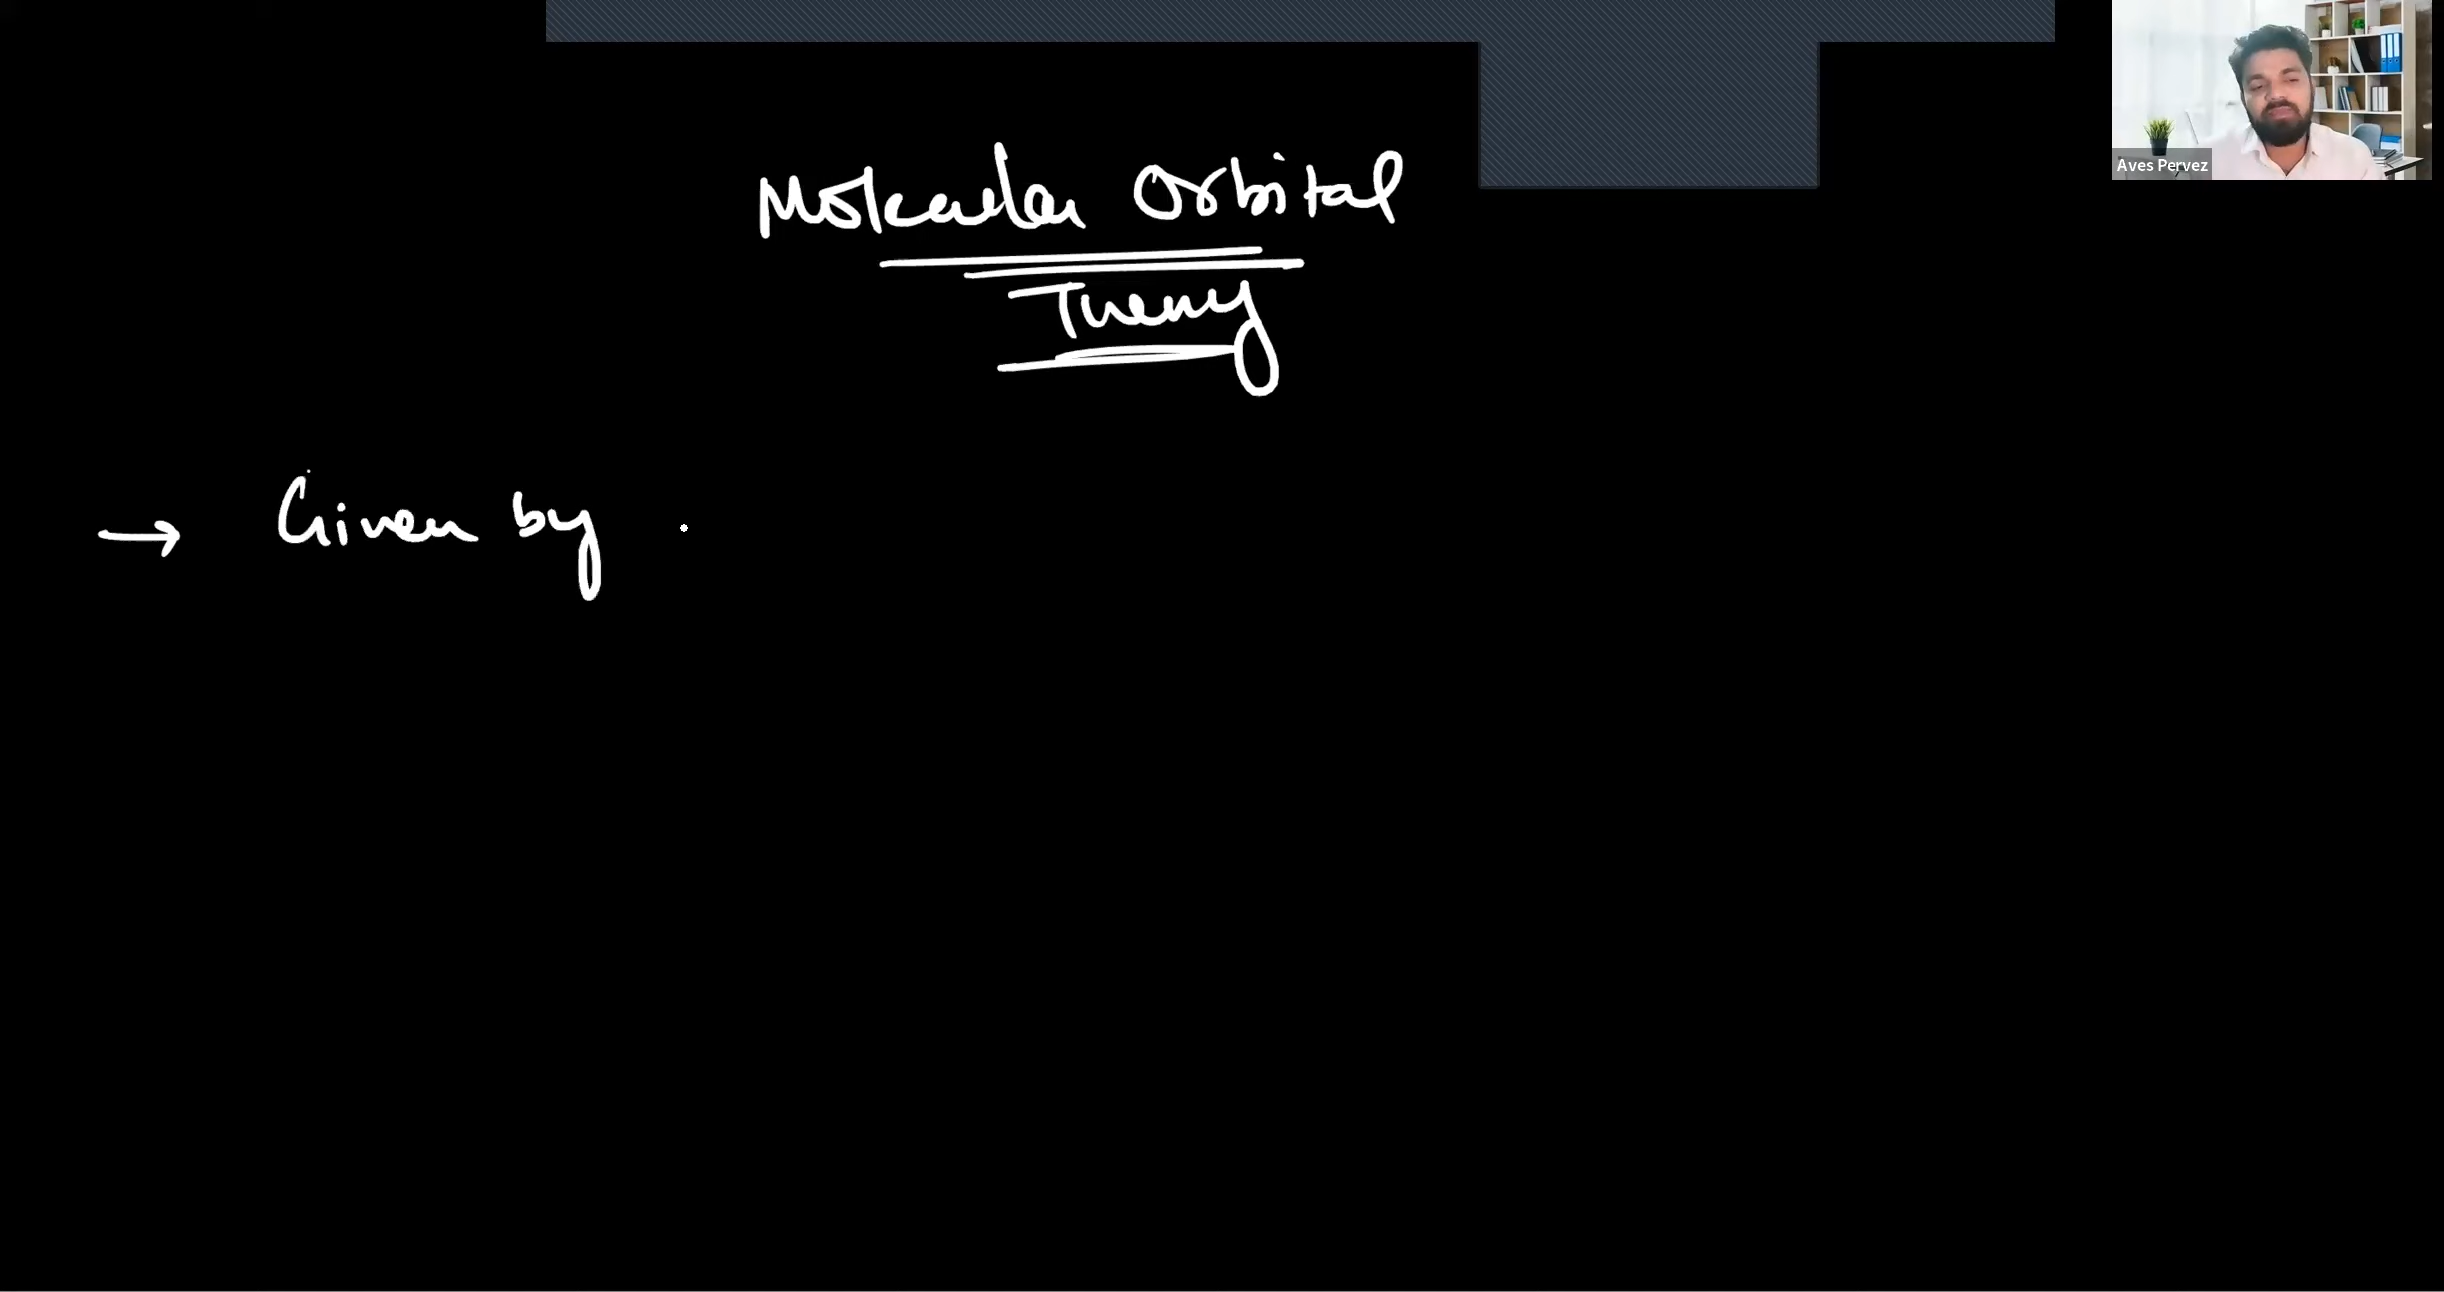 Molecular Orbital
Theory
→ Given by
Aves Pervez